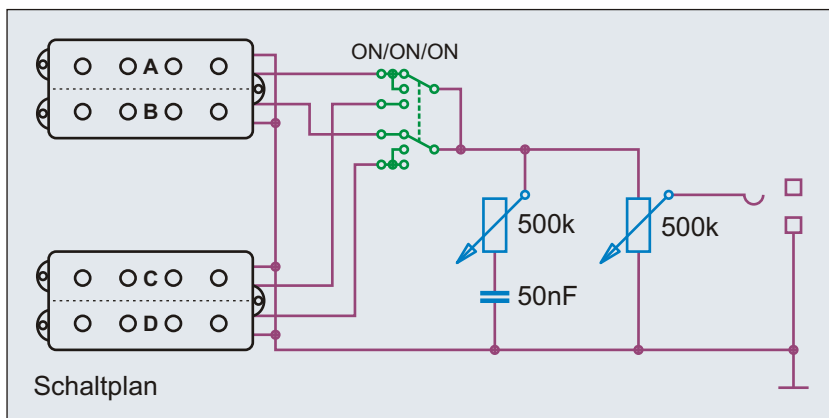 ON/ON/ON
A
B
C
D
500k
500k
50nF
Schaltplan